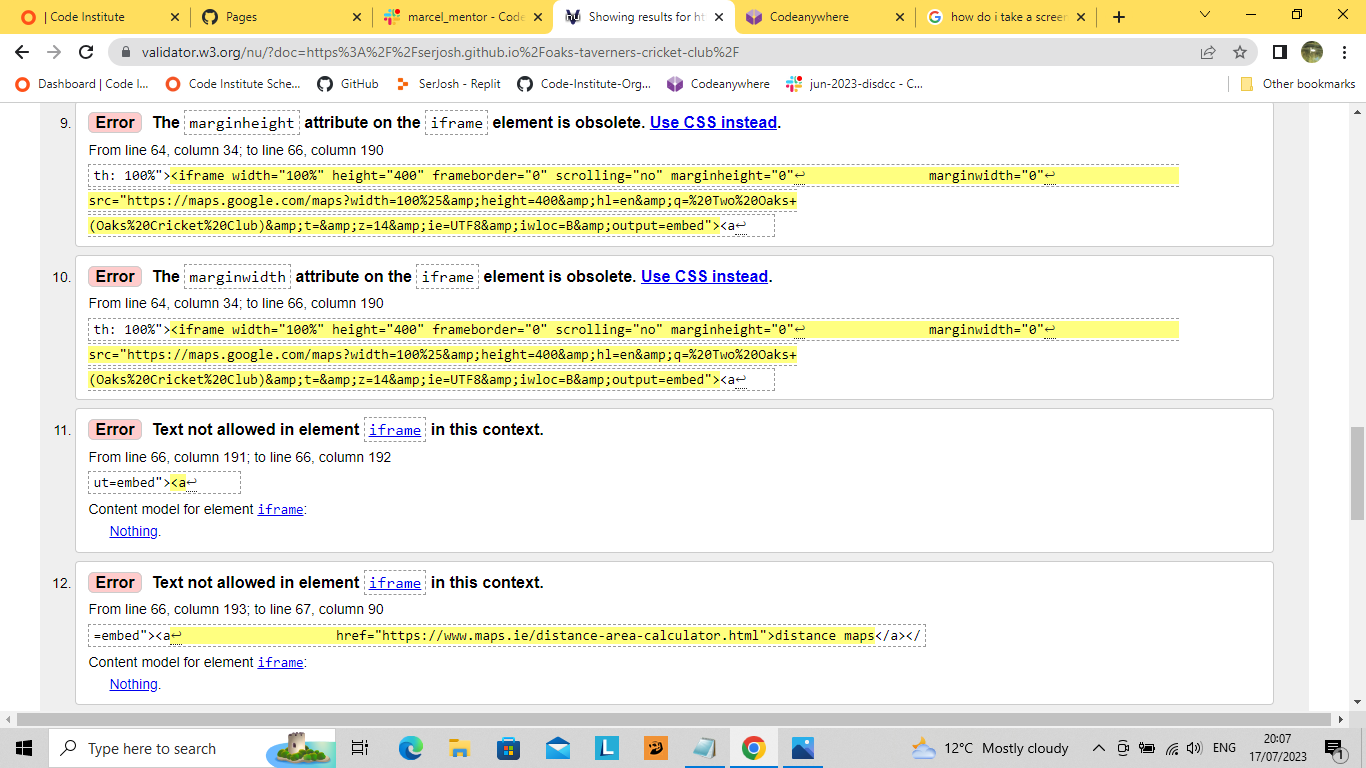 | Code Institute
Pages
marcel_mentor - Code
Showing results for ht
Codeanywhere
how do i take a screen
validator.w3.org/nu/?doc=https%3A%2F%2Fserjosh.github.io%2Foaks-taverners-cricket-club%2F
Dashboard | Code I...
Code Institute Sche...
GitHub
SerJosh - Replit
Code-Institute-Org...
Codeanywhere
jun-2023-disdcc - C...
Other bookmarks
9. Error The marginheight attribute on the iframe element is obsolete. Use CSS instead.
From line 64, column 34; to line 66, column 190
th: 100%"><iframe width="100%" height="400" frameborder="0" scrolling="no" marginheight="0"↩ marginwidth="0"↩
src="https://maps.google.com/maps?width=100%25&amp;height=400&amp;hl=en&amp;q=%20Two%20Oaks+
(Oaks%20Cricket%20Club)&amp;t=&amp;z=14&amp;ie=UTF8&amp;iwloc=B&amp;output=embed"><a↩
10. Error The marginwidth attribute on the iframe element is obsolete. Use CSS instead.
From line 64, column 34; to line 66, column 190
th: 100%"><iframe width="100%" height="400" frameborder="0" scrolling="no" marginheight="0"↩ marginwidth="0"↩
src="https://maps.google.com/maps?width=100%25&amp;height=400&amp;hl=en&amp;q=%20Two%20Oaks+
(Oaks%20Cricket%20Club)&amp;t=&amp;z=14&amp;ie=UTF8&amp;iwloc=B&amp;output=embed"><a↩
11. Error Text not allowed in element iframe in this context.
From line 66, column 191; to line 66, column 192
ut=embed"><a↩
Content model for element iframe:
Nothing.
12. Error Text not allowed in element iframe in this context.
From line 66, column 193; to line 67, column 90
=embed"><a↩ href="https://www.maps.ie/distance-area-calculator.html">distance maps</a></
Content model for element iframe:
Nothing.
Type here to search
L
12°C Mostly cloudy
ENG
20:07
17/07/2023
1